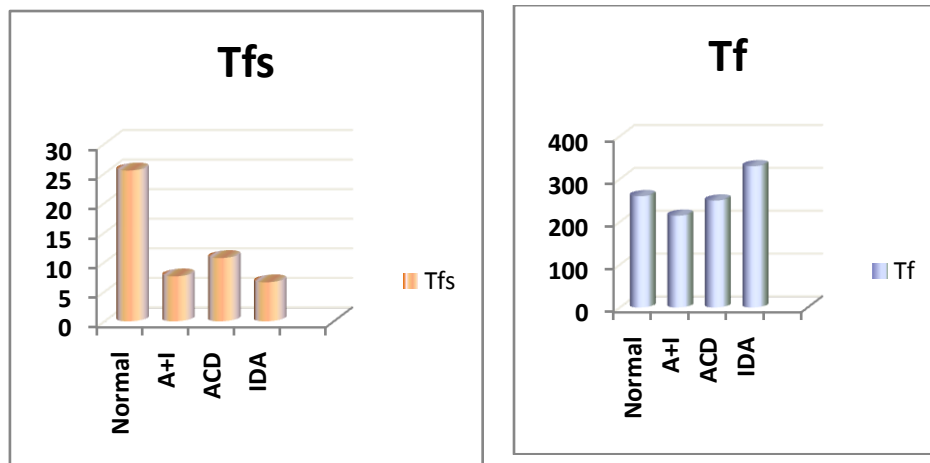 Tfs
30
25
20
15
10
5
0
Normal
A+I
ACD
IDA
Tfs
Tf
400
300
200
100
0
Normal
A+I
ACD
IDA
Tf